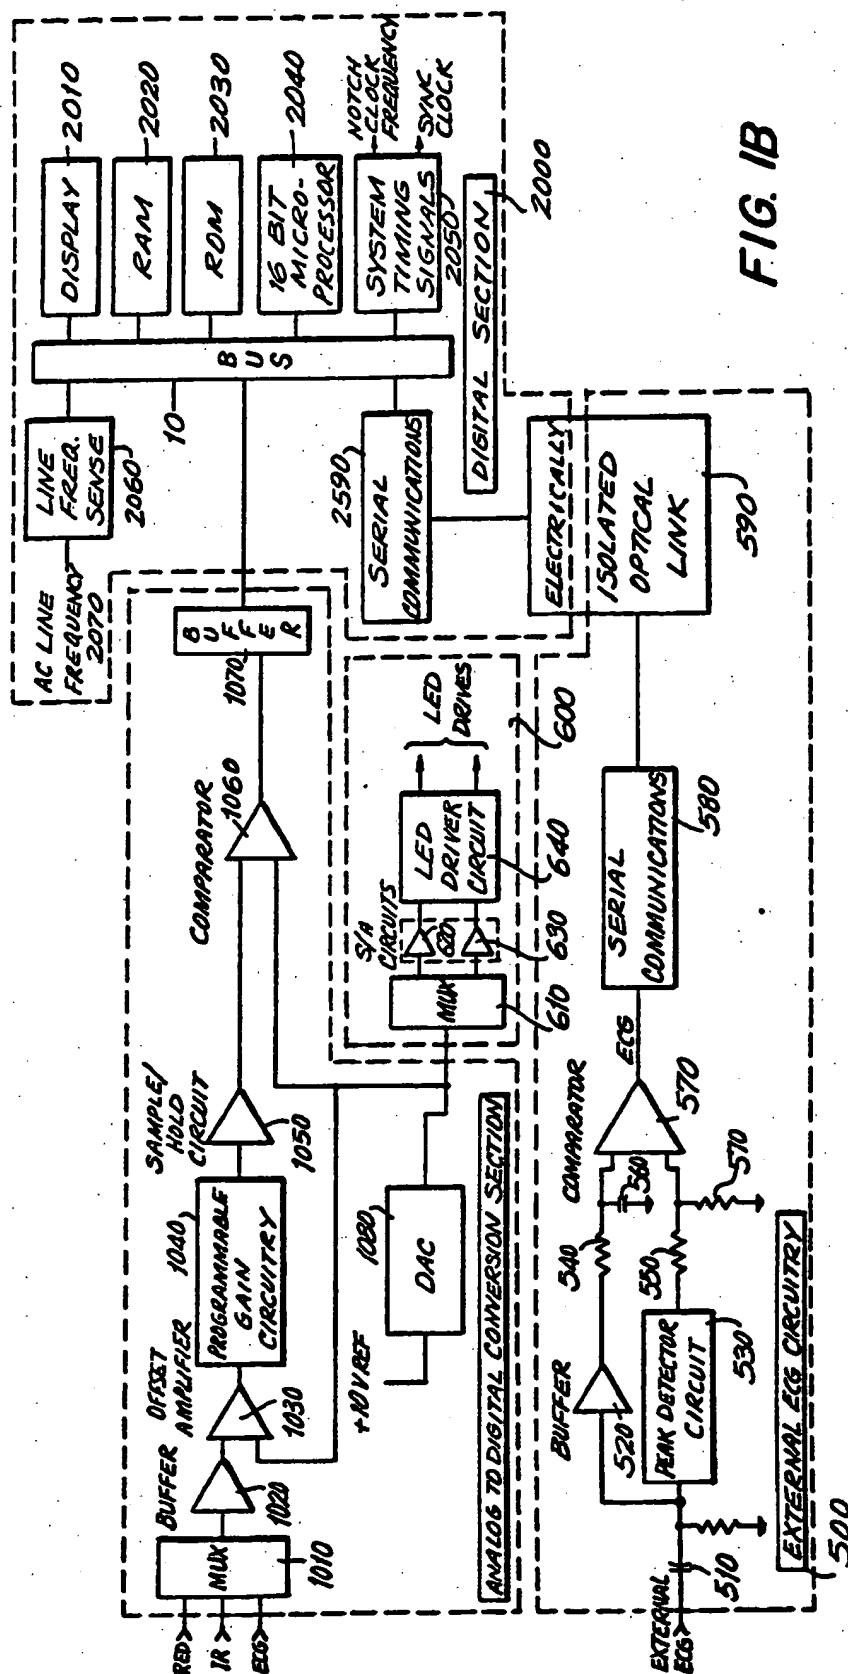 RED
IR
ECG
MUX
1010
BUFFER
1020
OFFSET
AMPLIFIER
1030
1040
PROGRAMMABLE
GAIN
CIRCUITRY
SAMPLE/
HOLD
CIRCUIT
1050
COMPARATOR
1060
1070
BUFFER
+10VREF
1080
DAC
ANALOG TO DIGITAL CONVERSION SECTION
MUX
610
S/A
CIRCUITS
620
630
LED
DRIVER
CIRCUIT
640
LED
DRIVES
600
AC LINE
FREQUENCY
2070
LINE
FREQ.
SENSE
2060
10
BUS
DISPLAY
2010
RAM
2020
ROM
2030
16 BIT
MICRO-
PROCESSOR
2040
SYSTEM
TIMING
SIGNALS
2050
NOTCH
CLOCK
FREQUENCY
SYNC
CLOCK
2590
SERIAL
COMMUNICATIONS
DIGITAL SECTION
2000
ELECTRICALLY
ISOLATED
OPTICAL
LINK
590
EXTERNAL
ECG
510
BUFFER
520
PEAK DETECTOR
CIRCUIT
530
540
550
560
570
COMPARATOR
570
ECG
SERIAL
COMMUNICATIONS
580
EXTERNAL ECG CIRCUITRY
500
FIG. 1B